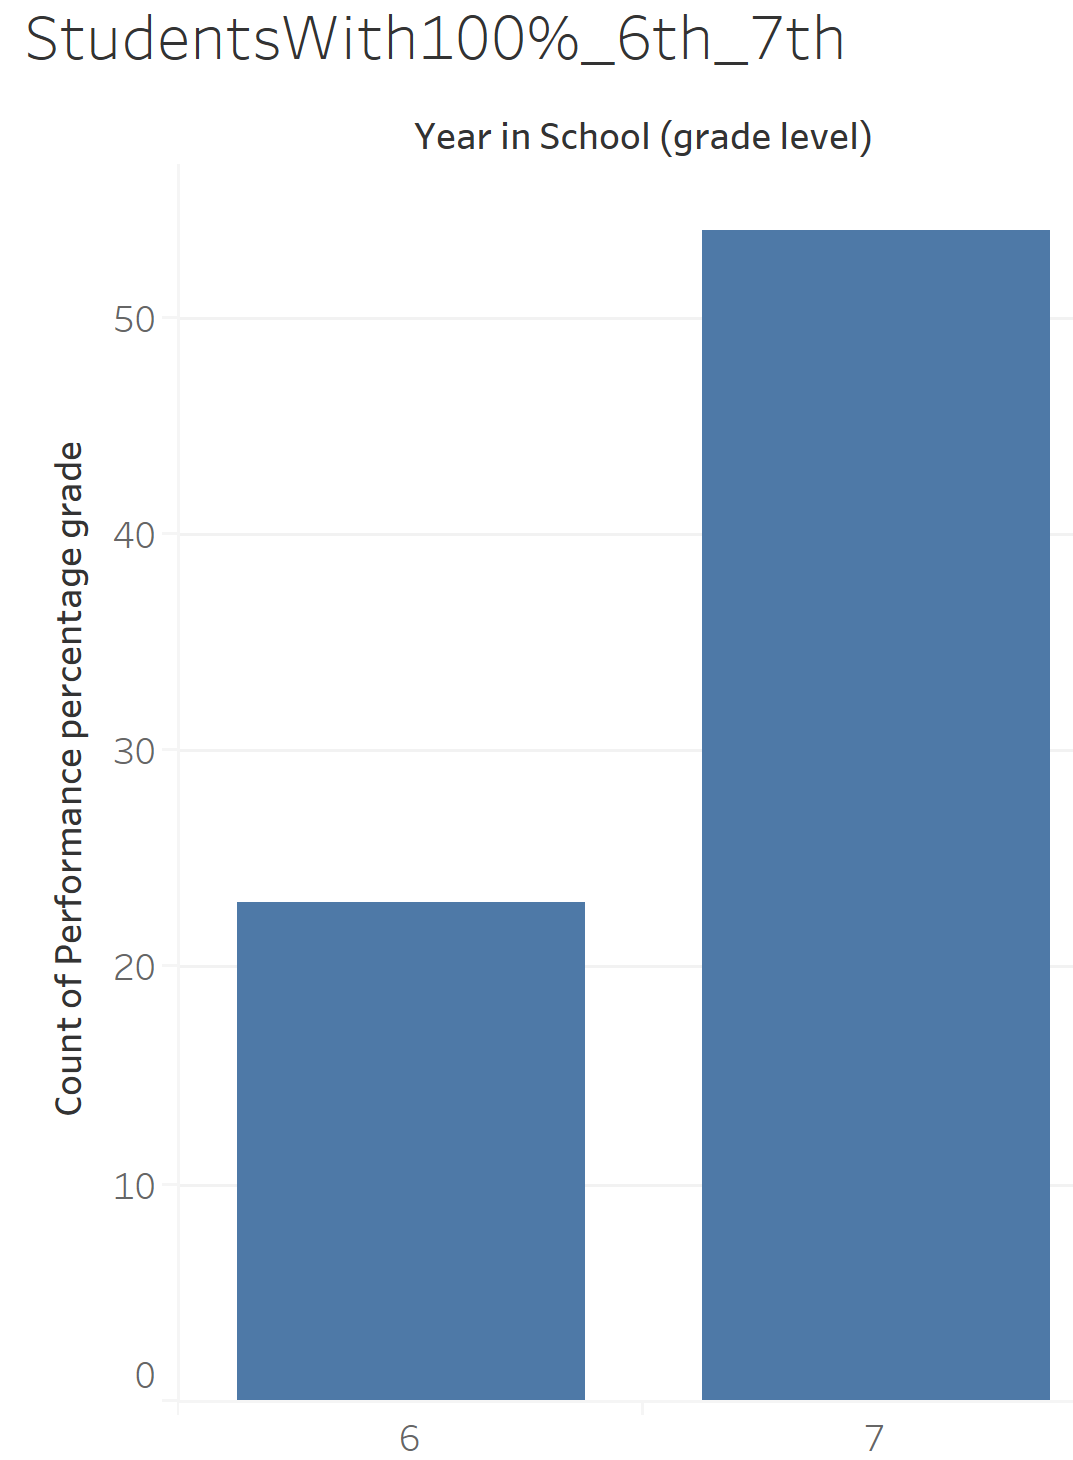 StudentsWith100%_6th_7th
Year in School (grade level)
Count of Performance percentage grade
50
40
30
20
10
0
6
7